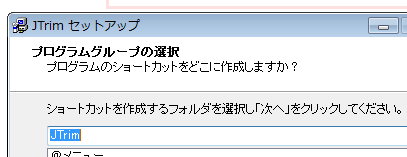 JTrim セットアップ
プログラムグループの選択
プログラムのショートカットをどこに作成しますか？
ショートカットを作成するフォルダを選択し「次へ」をクリックしてください。
JTrim
@メニュー